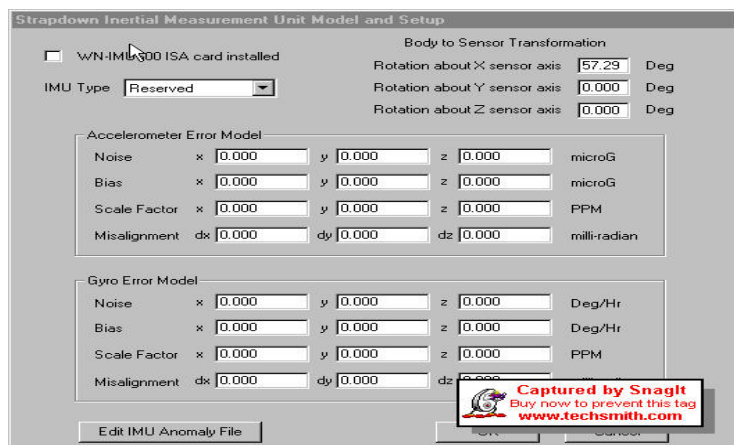 Strapdown Inertial Measurement Unit Model and Setup
WN-IMU-500 ISA card installed
IMU Type Reserved
Body to Sensor Transformation
Rotation about X sensor axis 57.29 Deg
Rotation about Y sensor axis 0.000 Deg
Rotation about Z sensor axis 0.000 Deg
Accelerometer Error Model
Noise x 0.000 y 0.000 z 0.000 microG
Bias x 0.000 y 0.000 z 0.000 microG
Scale Factor x 0.000 y 0.000 z 0.000 PPM
Misalignment dx 0.000 dy 0.000 dz 0.000 milli-radian
Gyro Error Model
Noise x 0.000 y 0.000 z 0.000 Deg/Hr
Bias x 0.000 y 0.000 z 0.000 Deg/Hr
Scale Factor x 0.000 y 0.000 z 0.000 PPM
Misalignment dx 0.000 dy 0.000 dz
Captured by SnagIt
Buy now to prevent this tag
www.techsmith.com
Edit IMU Anomaly File